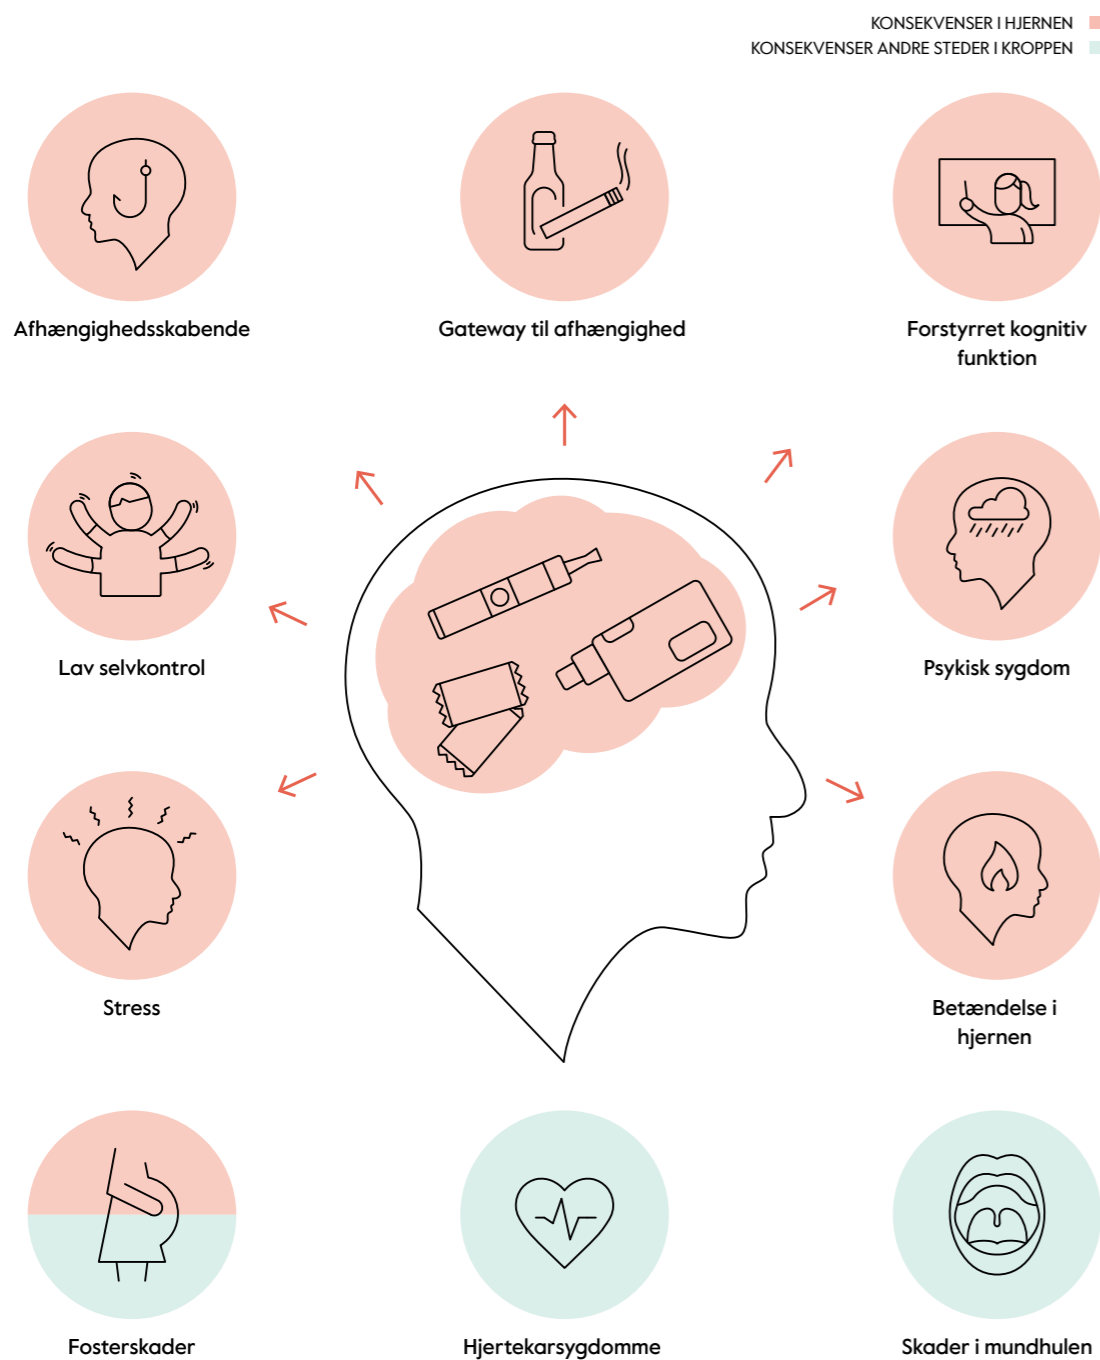 KONSEKVENSER I HJERNEN
KONSEKVENSER ANDRE STEDER I KROPPEN
Afhængighedsskabende
Gateway til afhængighed
Forstyrret kognitiv
funktion
Lav selvkontrol
Psykisk sygdom
Stress
Betændelse i
hjernen
Fosterskader
Hjertekarsygdomme
Skader i mundhulen